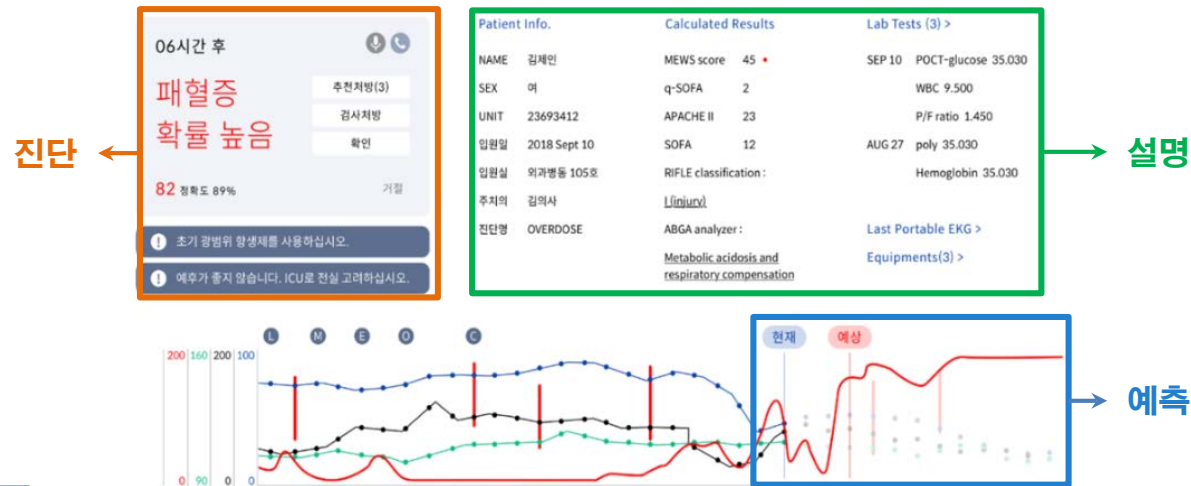 진단
06시간 후
패혈증
확률 높음
추천처방(3)
검사처방
확인
82 정확도 89%
거절
! 초기 광범위 항생제를 사용하십시오.
! 예후가 좋지 않습니다. ICU로 전실 고려하십시오.
Patient Info.
NAME 김제인
SEX 여
UNIT 23693412
입원일 2018 Sept 10
입원실 외과병동 105호
주치의 김의사
진단명 OVERDOSE
Calculated Results
MEWS score 45
q-SOFA 2
APACHE II 23
SOFA 12
RIFLE classification :
I (injury)
ABGA analyzer :
Metabolic acidosis and
respiratory compensation
Lab Tests (3) >
SEP 10 POCT-glucose 35.030
WBC 9.500
P/F ratio 1.450
AUG 27 poly 35.030
Hemoglobin 35.030
Last Portable EKG >
Equipments(3) >
설명
L M E O C
현재 예상
200 160 200 100
0 90 0 0
예측